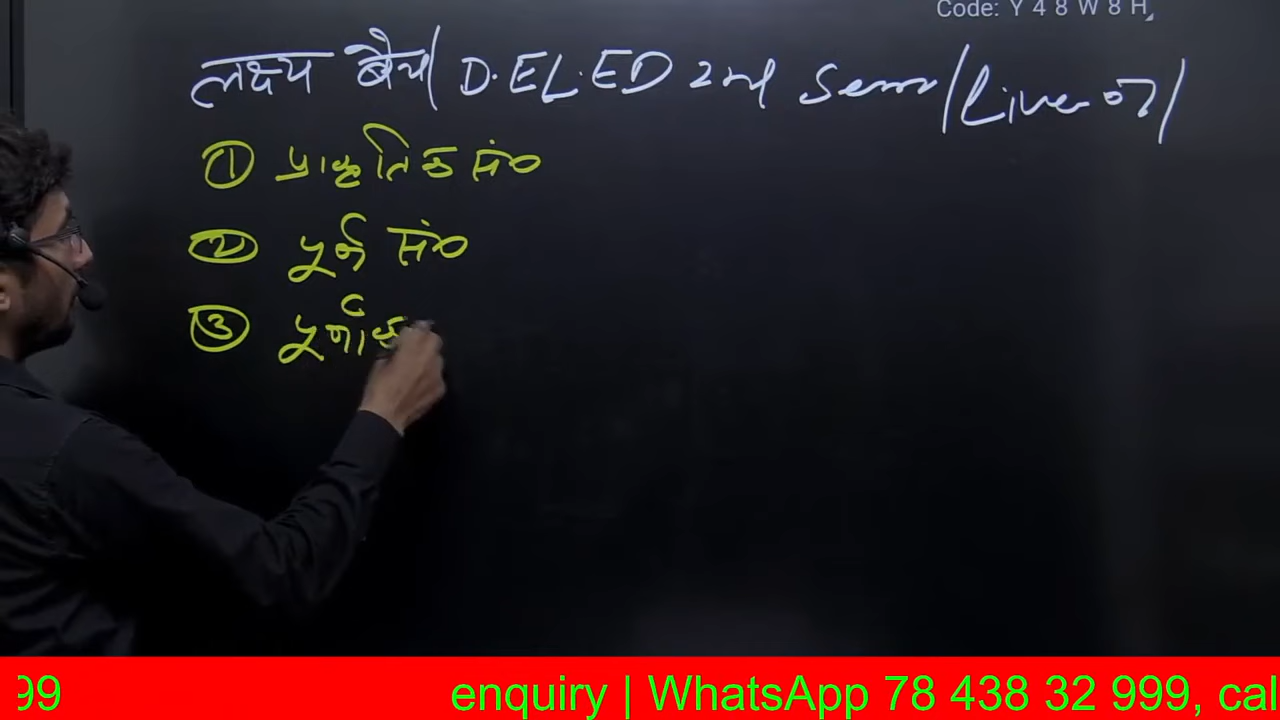 Code: Y 4 8 W 8 H
लक्ष्य बैच / D.EL.ED 2nd Sem / Live 07 /
① प्राकृतिक सं०
② पूर्ण सं०
③ पूर्णांक
99 enquiry | WhatsApp 78 438 32 999, cal